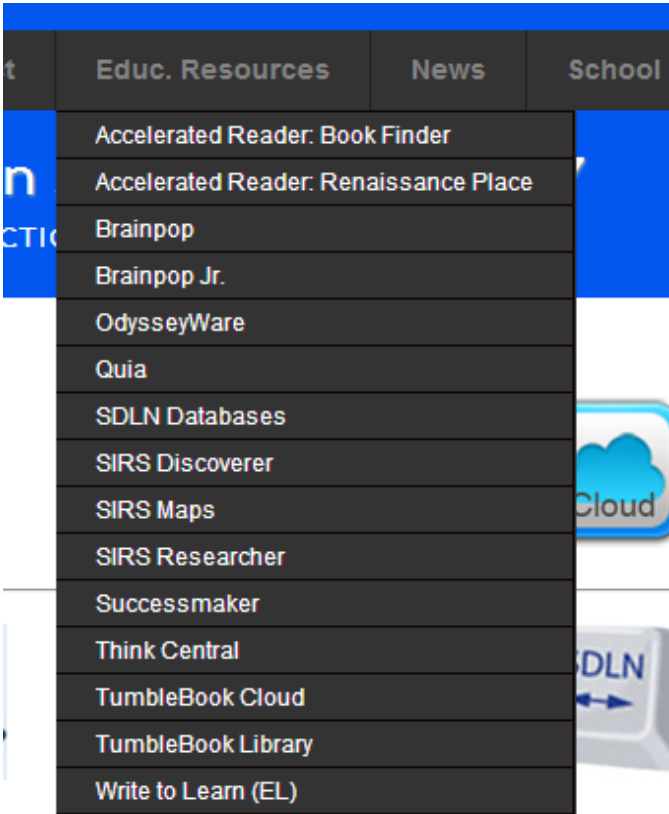 t Educ. Resources News School
Accelerated Reader: Book Finder
Accelerated Reader: Renaissance Place
n
Brainpop
CTI
Brainpop Jr.
OdysseyWare
Quia
SDLN Databases
SIRS Discoverer
SIRS Maps
Cloud
SIRS Researcher
Successmaker
Think Central
SDLN
TumbleBook Cloud
TumbleBook Library
Write to Learn (EL)